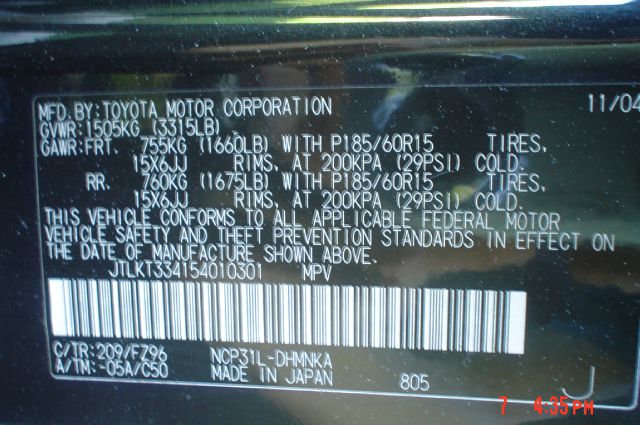 MFD. BY: TOYOTA MOTOR CORPORATION 11/04
GVWR: 1505KG (3315LB)
GAWR: FRT. 755KG (1660LB) WITH P185/60R15 TIRES,
15X6JJ RIMS, AT 200KPA (29PSI) COLD.
RR. 760KG (1675LB) WITH P185/60R15 TIRES,
15X6JJ RIMS, AT 200KPA (29PSI) COLD.
THIS VEHICLE CONFORMS TO ALL APPLICABLE FEDERAL MOTOR
VEHICLE SAFETY AND THEFT PREVENTION STANDARDS IN EFFECT ON
THE DATE OF MANUFACTURE SHOWN ABOVE.
JTLKT334154010301 MPV
C/TR: 209/FZ96 NCP31L-DHMNKA
A/TM: -05A/C50 MADE IN JAPAN 805 J
7 4:35PM